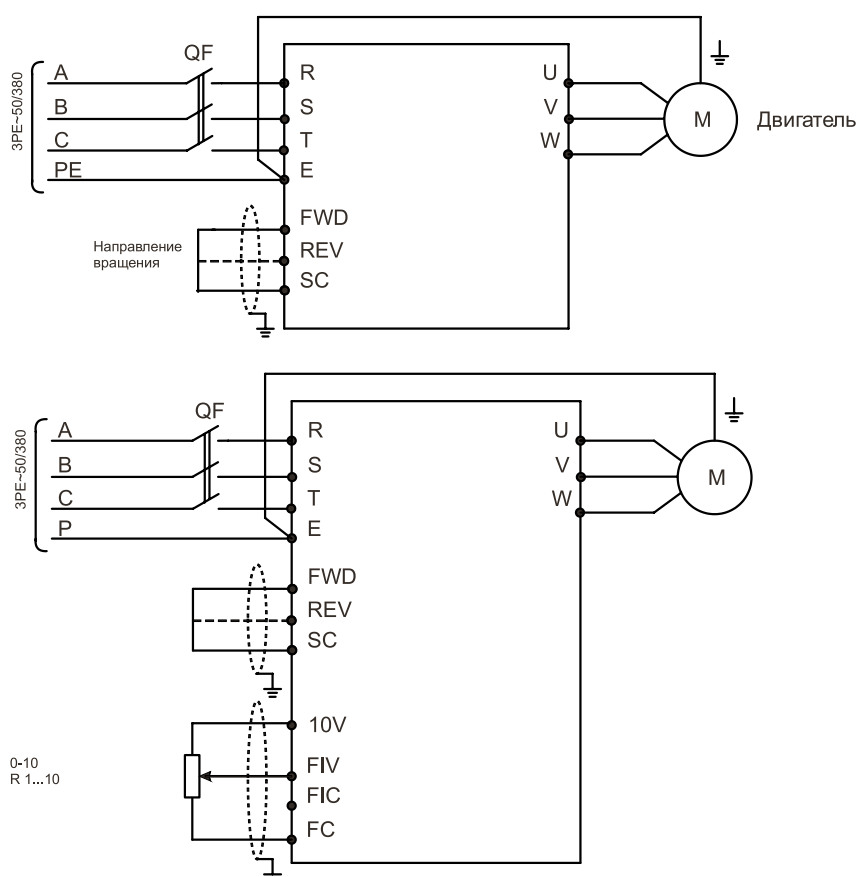 QF
3PE~50/380
A
B
C
PE
R
S
T
E
U
V
W
M
Двигатель
Направление
вращения
FWD
REV
SC
QF
3PE~50/380
A
B
C
P
R
S
T
E
U
V
W
M
FWD
REV
SC
0-10
R 1...10
10V
FIV
FIC
FC